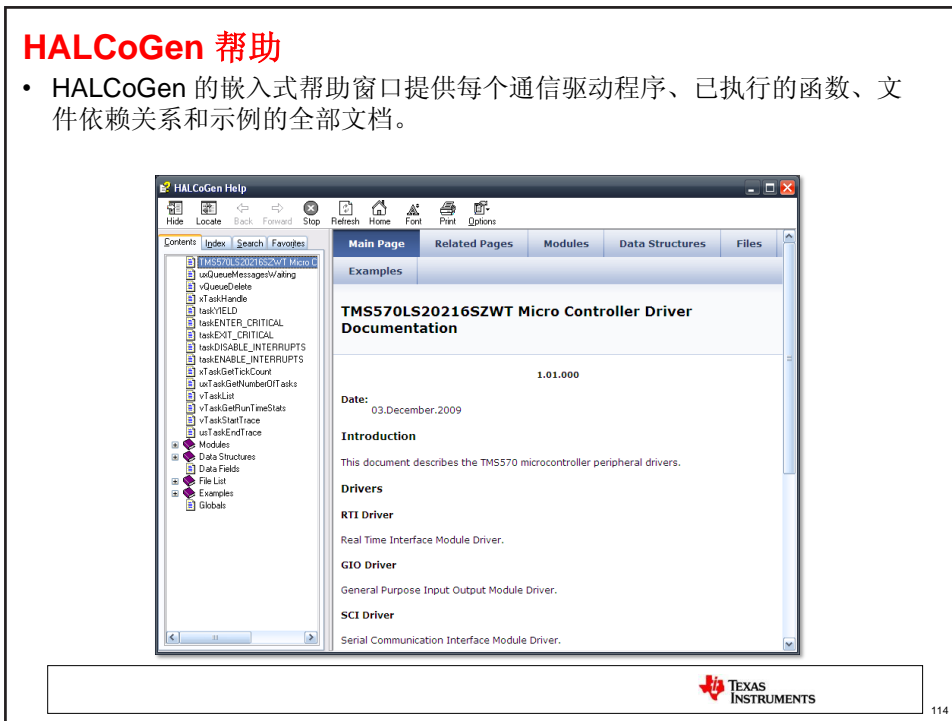 HALCoGen 帮助
• HALCoGen 的嵌入式帮助窗口提供每个通信驱动程序、已执行的函数、文
件依赖关系和示例的全部文档。
HALCoGen Help
Hide Locate Back Forward Stop Refresh Home Font Print Options
Contents Index Search Favorites
TMS570LS20216SZWT Micro C
uxQueueMessagesWaiting
vQueueDelete
xTaskHandle
taskYIELD
taskENTER_CRITICAL
taskEXIT_CRITICAL
taskDISABLE_INTERRUPTS
taskENABLE_INTERRUPTS
xTaskGetTickCount
uxTaskGetNumberOfTasks
vTaskList
vTaskGetRunTimeStats
vTaskStartTrace
usTaskEndTrace
Modules
Data Structures
Data Fields
File List
Examples
Globals
Main Page Related Pages Modules Data Structures Files
Examples
TMS570LS20216SZWT Micro Controller Driver
Documentation
1.01.000
Date:
03.December.2009
Introduction
This document describes the TMS570 microcontroller peripheral drivers.
Drivers
RTI Driver
Real Time Interface Module Driver.
GIO Driver
General Purpose Input Output Module Driver.
SCI Driver
Serial Communication Interface Module Driver.
TEXAS
INSTRUMENTS
114